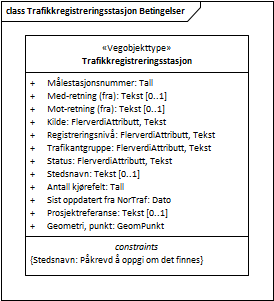 class Trafikkregistreringsstasjon Betingelser
«Vegobjekttype»
Trafikkregistreringsstasjon
+ Målestasjonsnummer: Tall
+ Med-retning (fra): Tekst [0..1]
+ Mot-retning (fra): Tekst [0..1]
+ Kilde: FlerverdiAttributt, Tekst
+ Registreringsnivå: FlerverdiAttributt, Tekst
+ Trafikantgruppe: FlerverdiAttributt, Tekst
+ Status: FlerverdiAttributt, Tekst
+ Stedsnavn: Tekst [0..1]
+ Antall kjørefelt: Tall
+ Sist oppdatert fra NorTraf: Dato
+ Prosjektreferanse: Tekst [0..1]
+ Geometri, punkt: GeomPunkt
constraints
{Stedsnavn: Påkrevd å oppgi om det finnes}